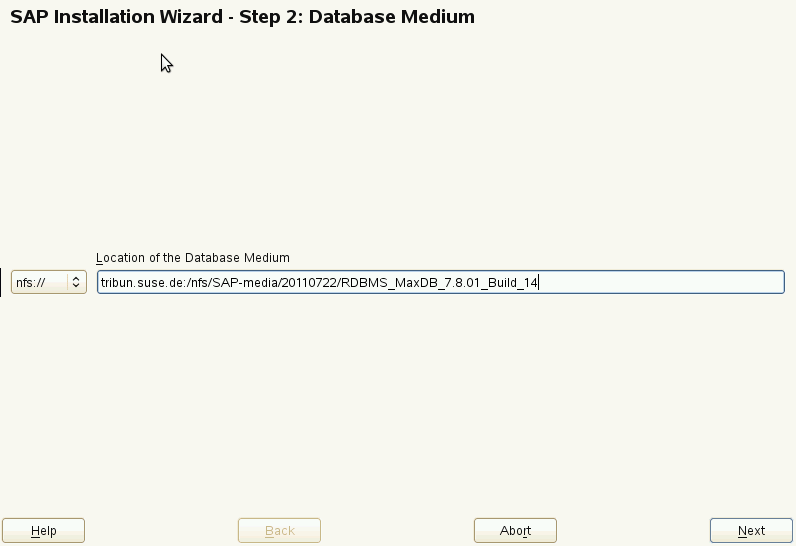 SAP Installation Wizard - Step 2: Database Medium
Location of the Database Medium
nfs:// tribun.suse.de:/nfs/SAP-media/20110722/RDBMS_MaxDB_7.8.01_Build_14
Help Back Abort Next